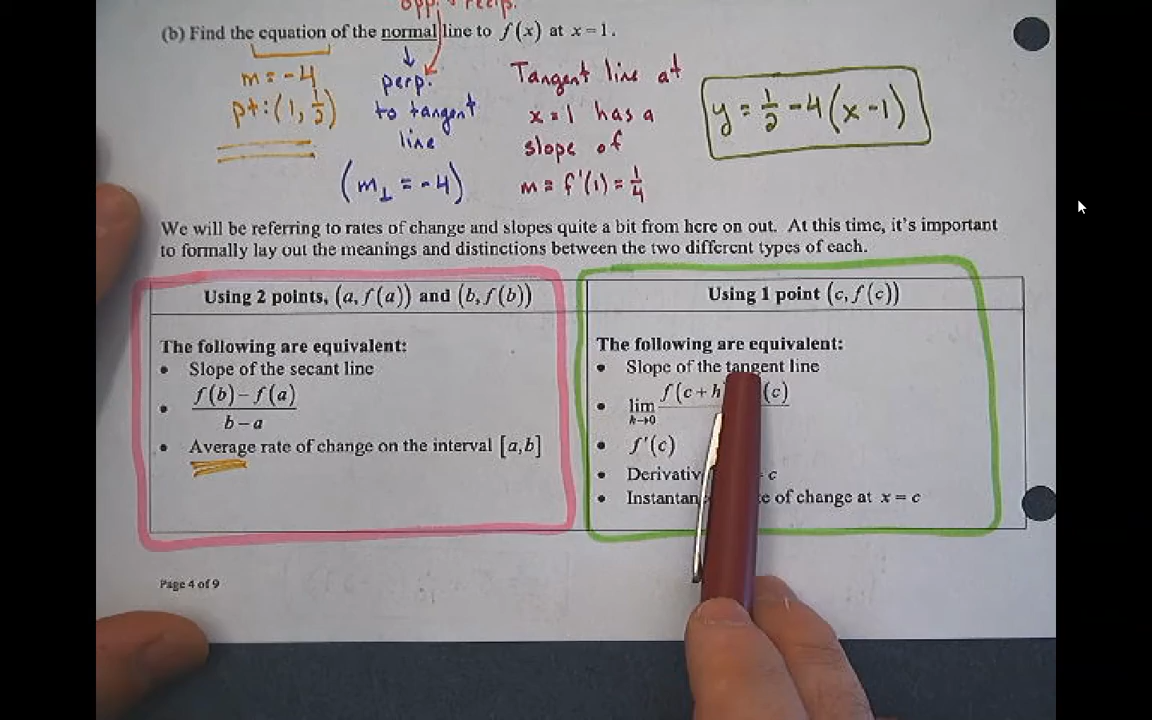 opp. recip.
(b) Find the equation of the normal line to f(x) at x=1.
m = -4
pt: (1, 1/2)
perp.
to tangent
line
(m⊥ = -4)
Tangent line at
x = 1 has a
slope of
m = f'(1) = 1/4
y = 1/2 - 4(x-1)
We will be referring to rates of change and slopes quite a bit from here on out. At this time, it's important
to formally lay out the meanings and distinctions between the two different types of each.
Using 2 points, (a, f(a)) and (b, f(b))
The following are equivalent:
• Slope of the secant line
• f(b) - f(a) / b - a
• Average rate of change on the interval [a,b]
Using 1 point (c, f(c))
The following are equivalent:
• Slope of the tangent line
• lim h→0 f(c+h (c)
• f'(c)
• c
• of change at x = c
Page 4 of 9